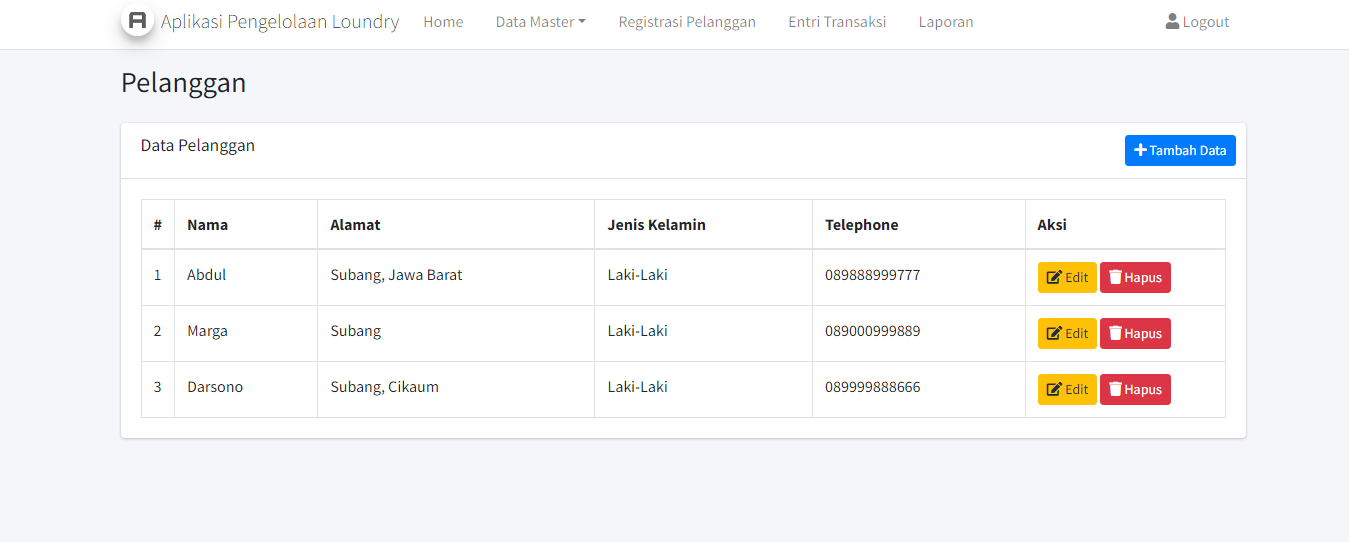 Aplikasi Pengelolaan Loundry Home Data Master Registrasi Pelanggan Entri Transaksi Laporan Logout
Pelanggan
Data Pelanggan Tambah Data
# Nama Alamat Jenis Kelamin Telephone Aksi
1 Abdul Subang, Jawa Barat Laki-Laki 089888999777 Edit Hapus
2 Marga Subang Laki-Laki 089000999889 Edit Hapus
3 Darsono Subang, Cikaum Laki-Laki 089999888666 Edit Hapus